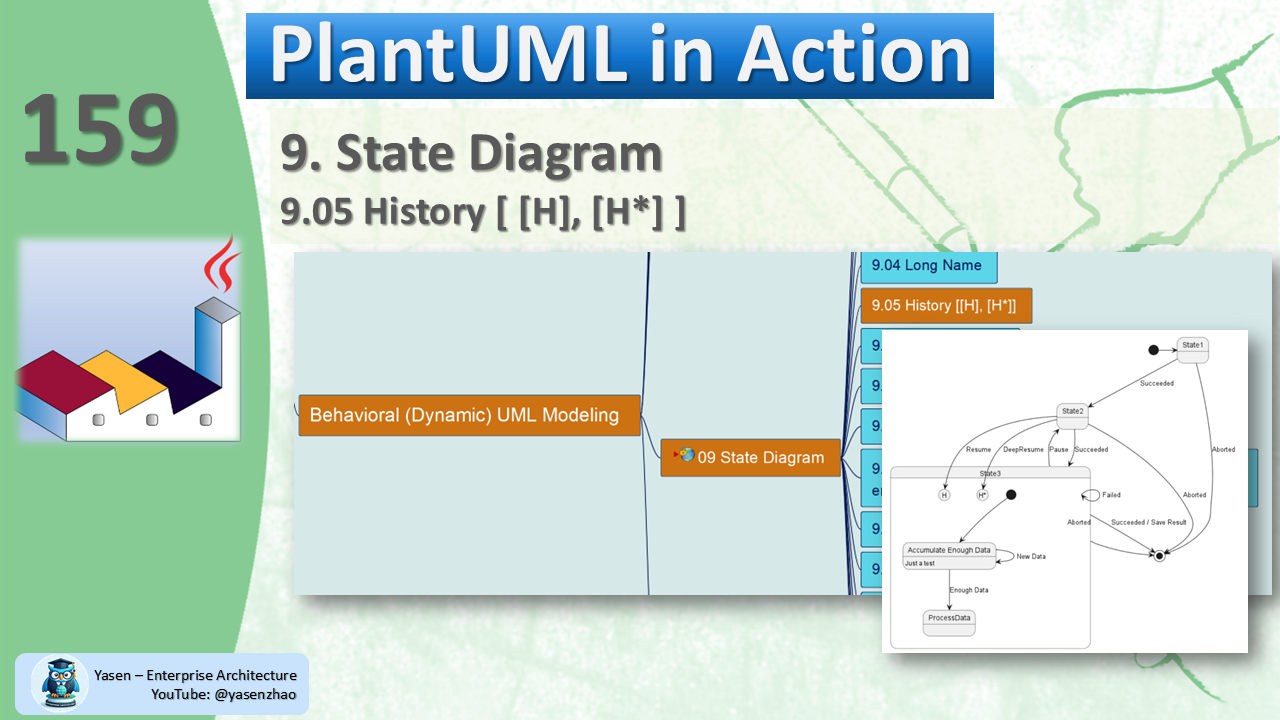 PlantUML in Action
159
9. State Diagram
9.05 History [ [H], [H*] ]
9.04 Long Name
9.05 History [[H], [H*]]
9.
9.
9.
9.
er
9.
9.
Behavioral (Dynamic) UML Modeling
09 State Diagram
State1
Succeeded
State2
Resume
DeepResume
Pause
Succeeded
Aborted
State3
H
H*
Failed
Aborted
Aborted
Succeeded / Save Result
Accumulate Enough Data
Just a test
New Data
Enough Data
ProcessData
Yasen – Enterprise Architecture
YouTube: @yasenzhao